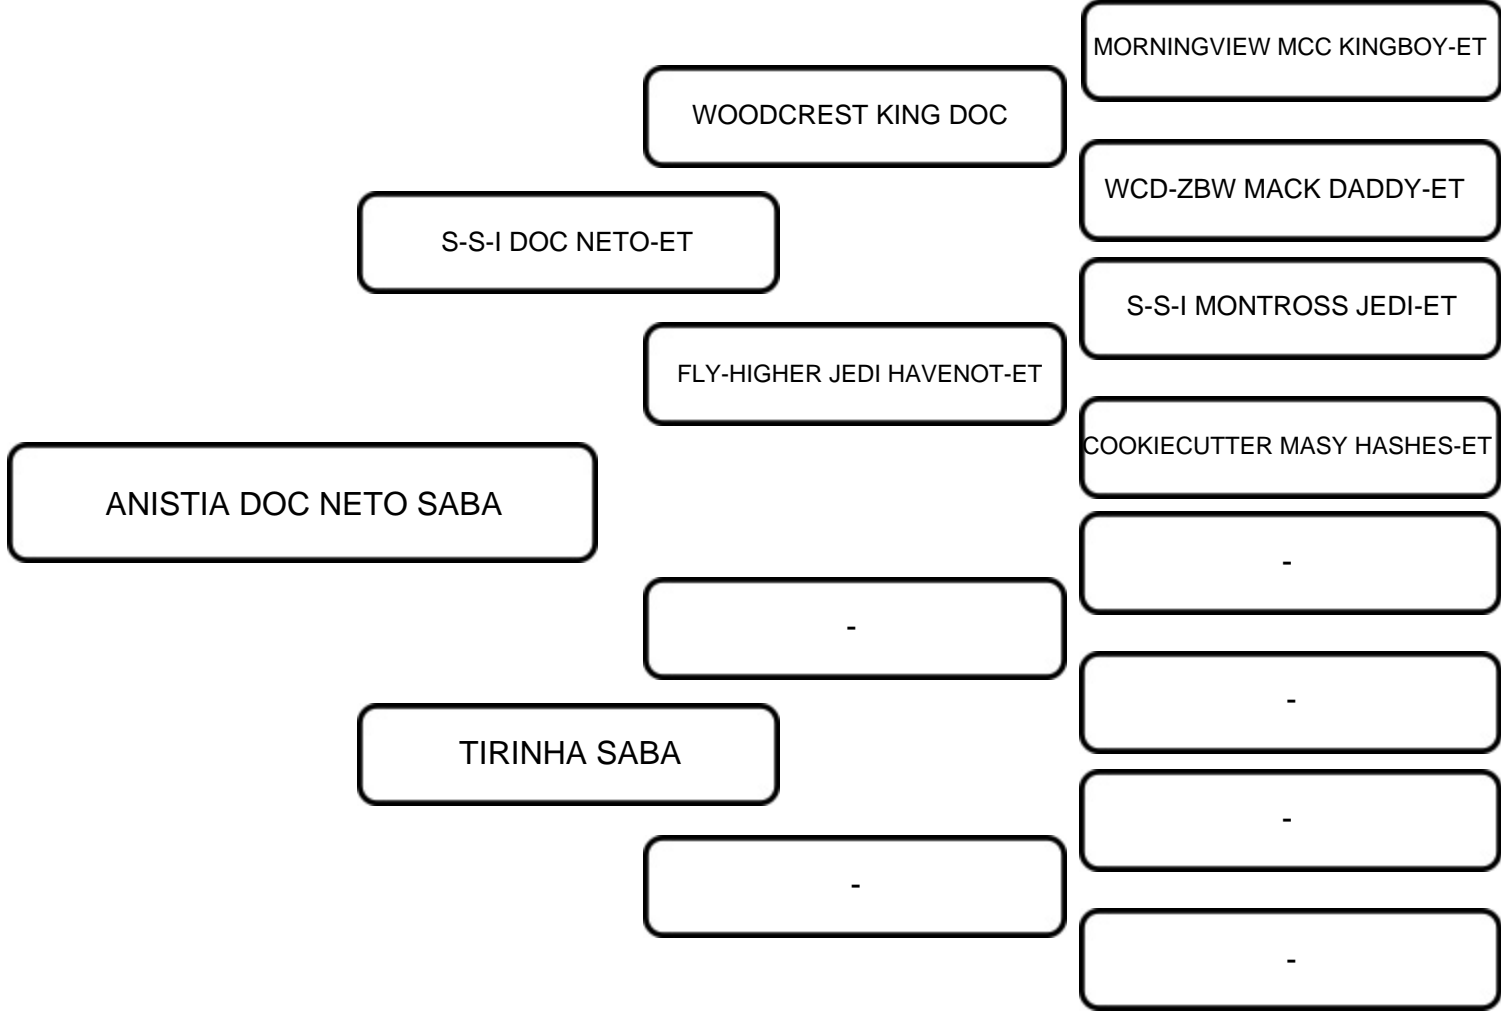 MORNINGVIEW MCC KINGBOY-ET
WOODCREST KING DOC
WCD-ZBW MACK DADDY-ET
S-S-I DOC NETO-ET
S-S-I MONTROSS JEDI-ET
FLY-HIGHER JEDI HAVENOT-ET
COOKIECUTTER MASY HASHES-ET
ANISTIA DOC NETO SABA
-
-
-
TIRINHA SABA
-
-
-